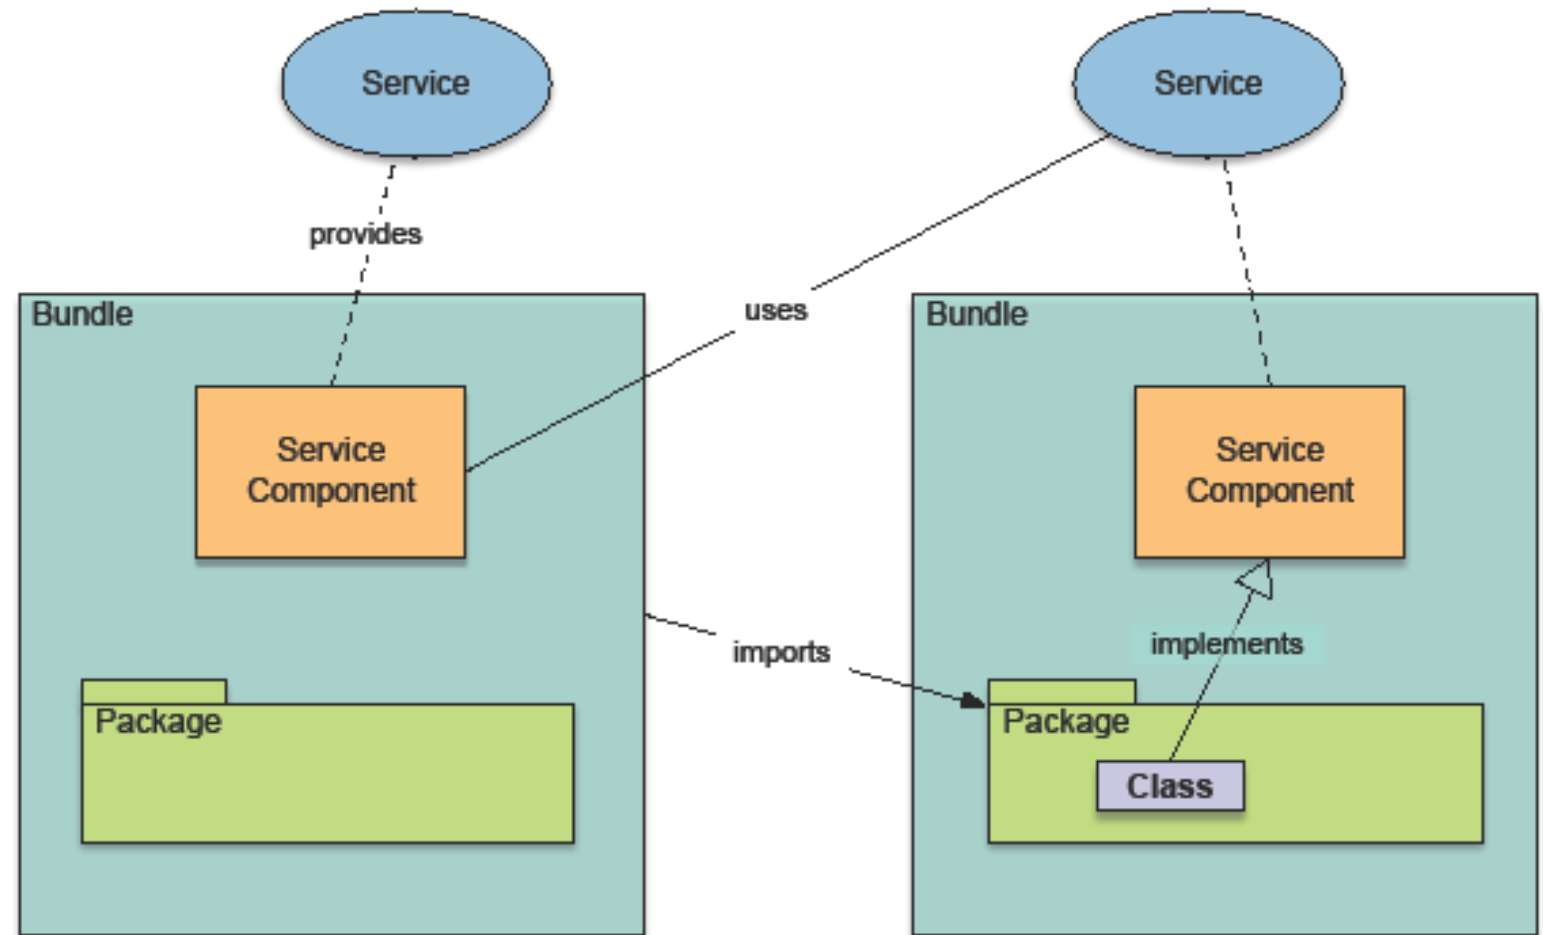 Service
Service
provides
uses
Bundle
Bundle
Service
Component
Service
Component
implements
imports
Package
Package
Class